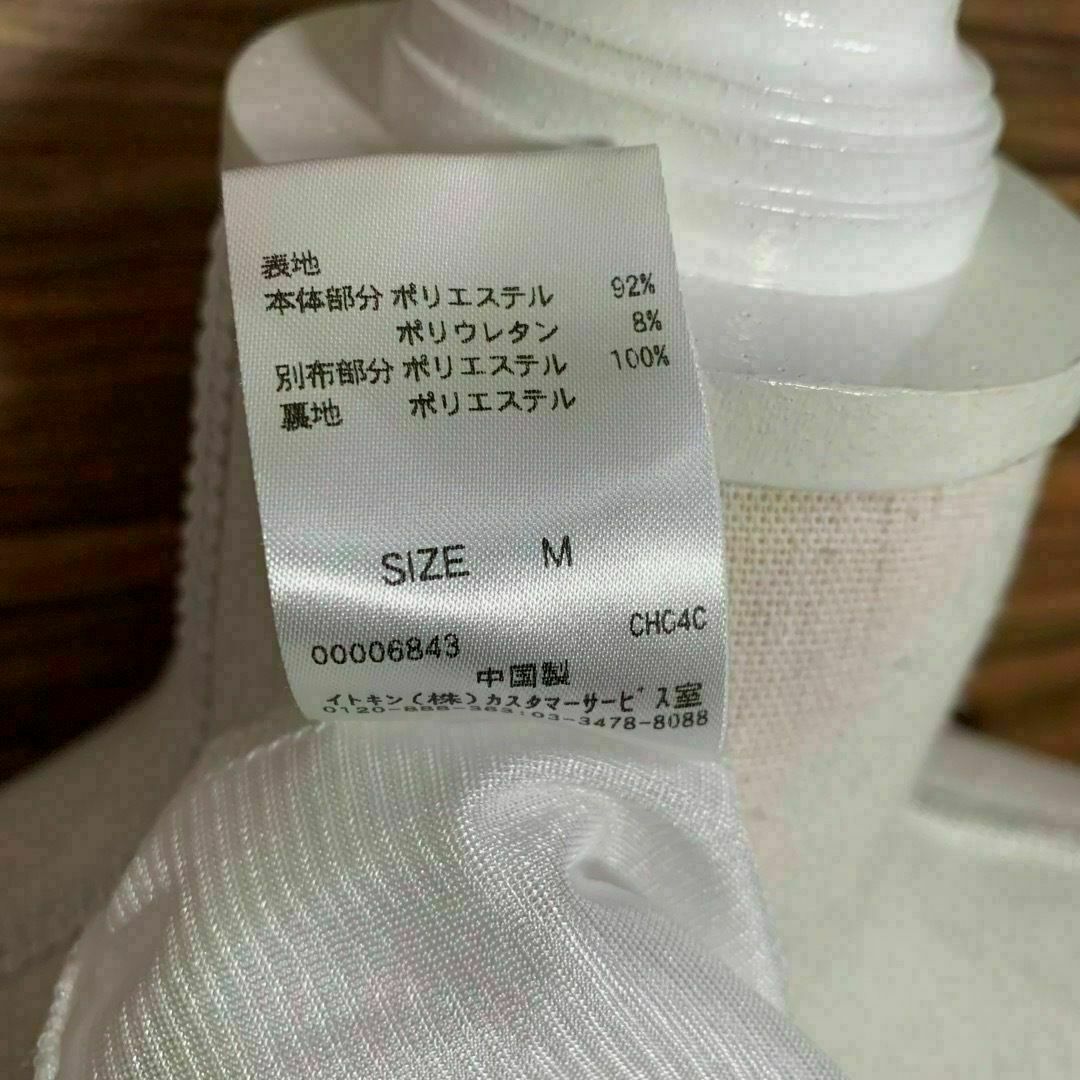 表地
本体部分 ポリエステル 92%
ポリウレタン 8%
別布部分 ポリエステル 100%
裏地 ポリエステル
SIZE M
CHC4C
00006843
中国製
イトキン(株)カスタマーサービス室
0120-888-363:03-3478-8088